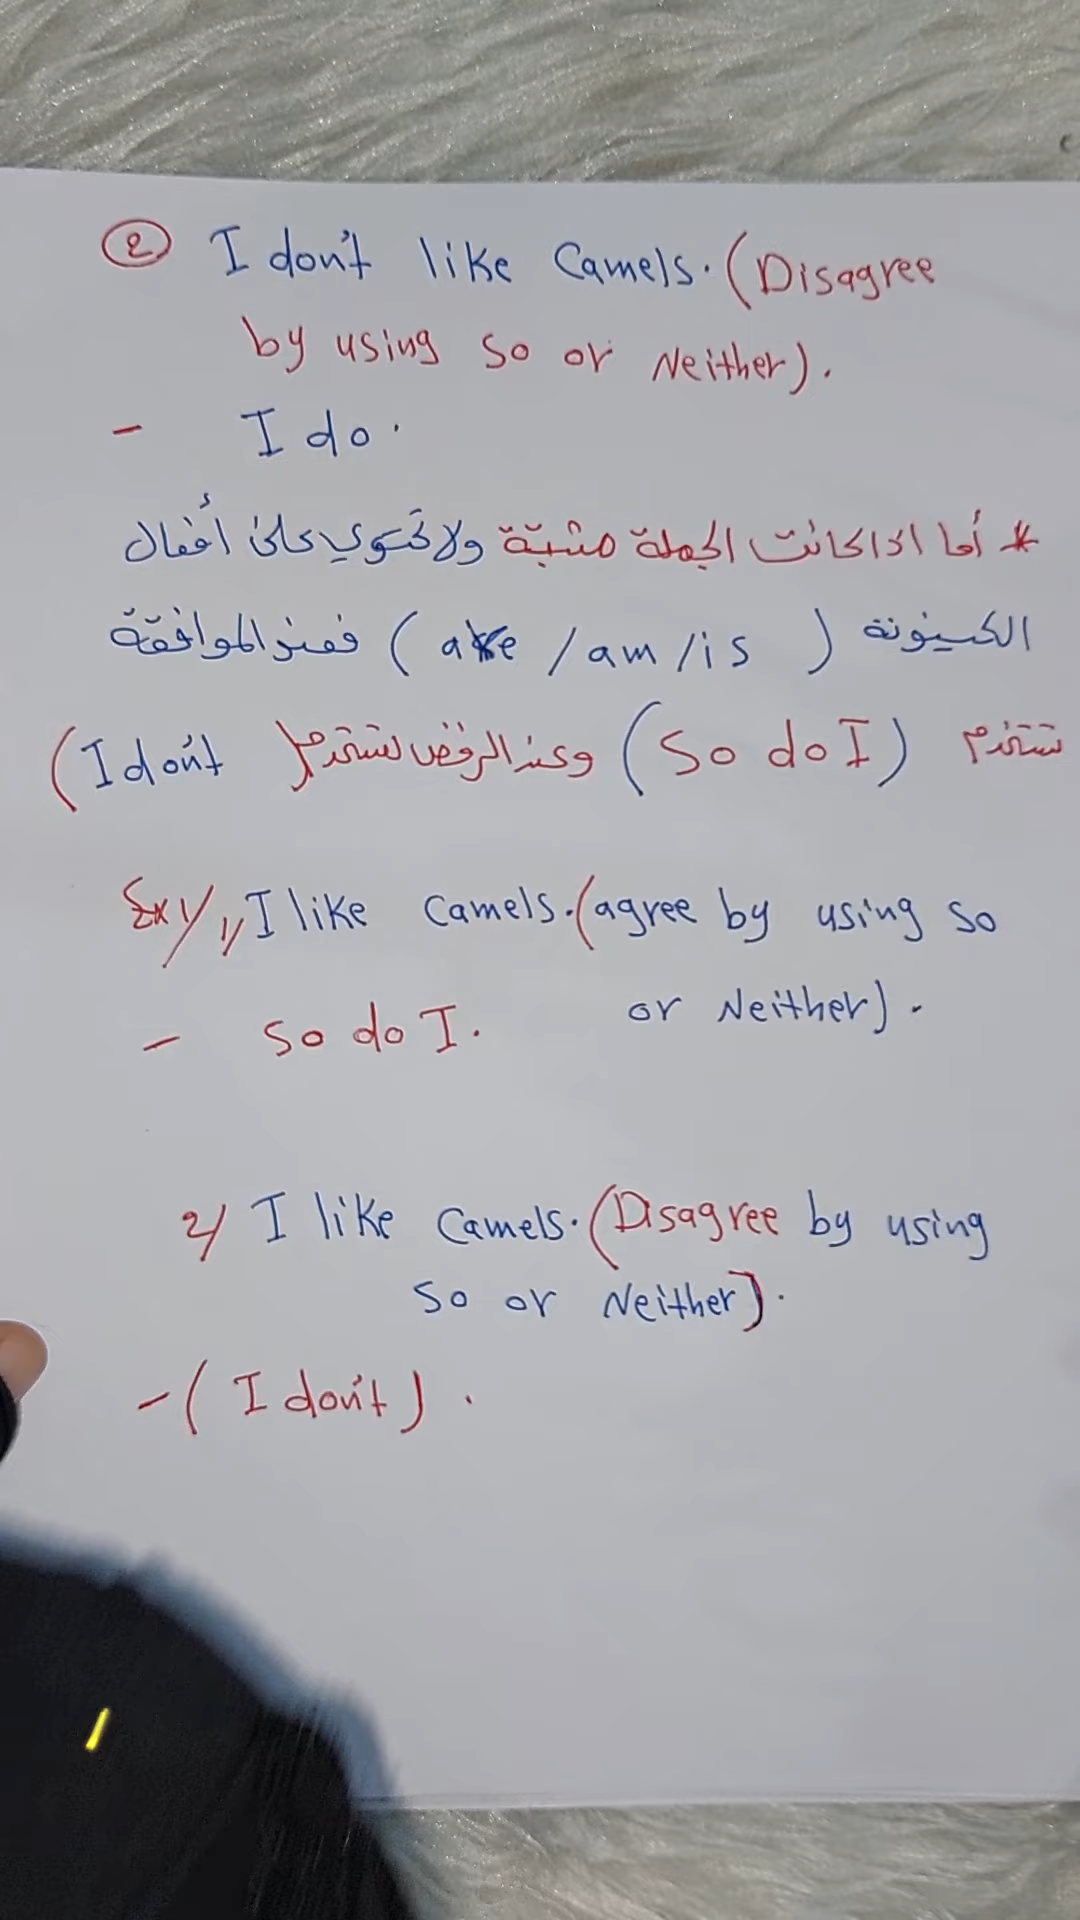 ② I don't like Camels. (Disagree
by using so or Neither).
- I do.
* أما اذا كانت الجملة مثبتة ولا تحتوي على أفعال
الكينونة ( are / am / is ) فعند الموافقة
نستخدم (So do I) وعند الرفض نستخدم (I don't)
Ex1/ 1/ I like Camels. (agree by using so
or Neither).
- So do I.
2/ I like Camels. (Disagree by using
so or Neither).
- ( I don't ).